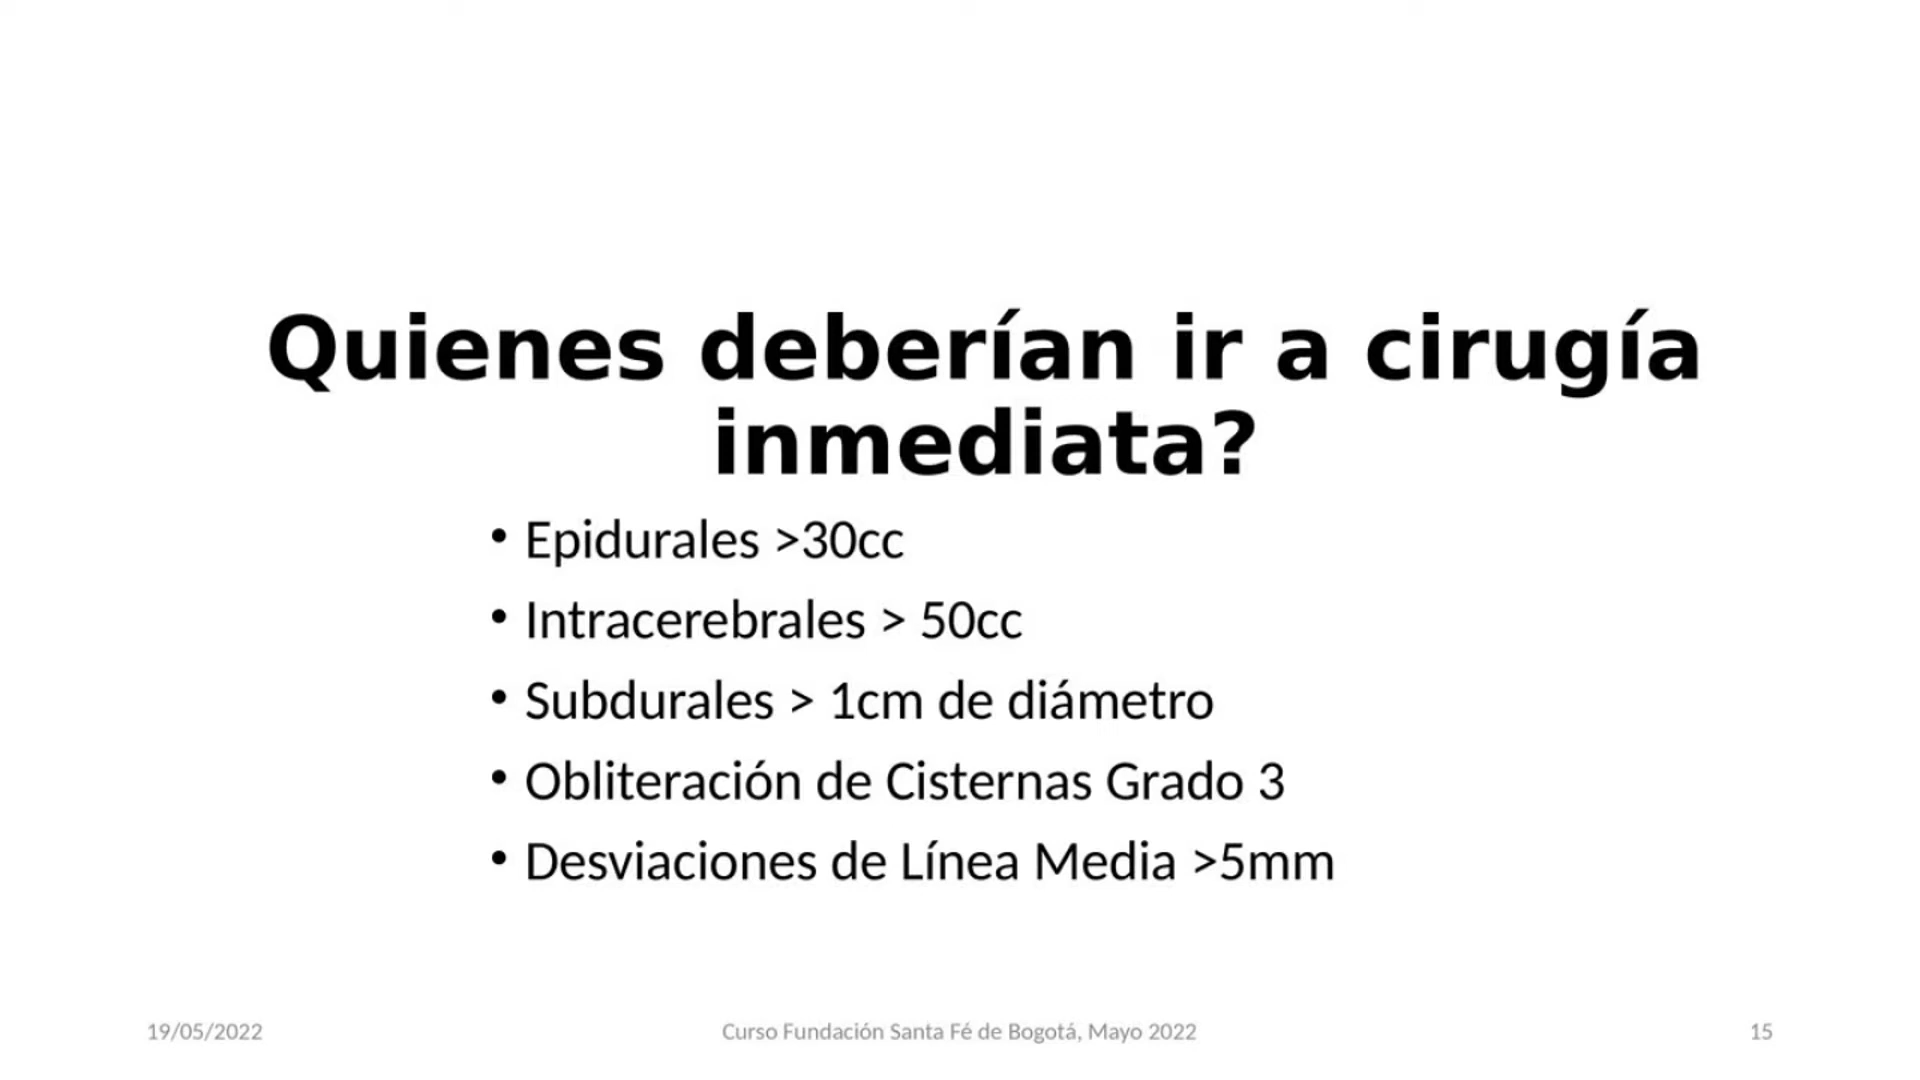 Quienes deberían ir a cirugía
inmediata?
• Epidurales >30cc
• Intracerebrales > 50cc
• Subdurales > 1cm de diámetro
• Obliteración de Cisternas Grado 3
• Desviaciones de Línea Media >5mm
19/05/2022
Curso Fundación Santa Fé de Bogotá, Mayo 2022
15